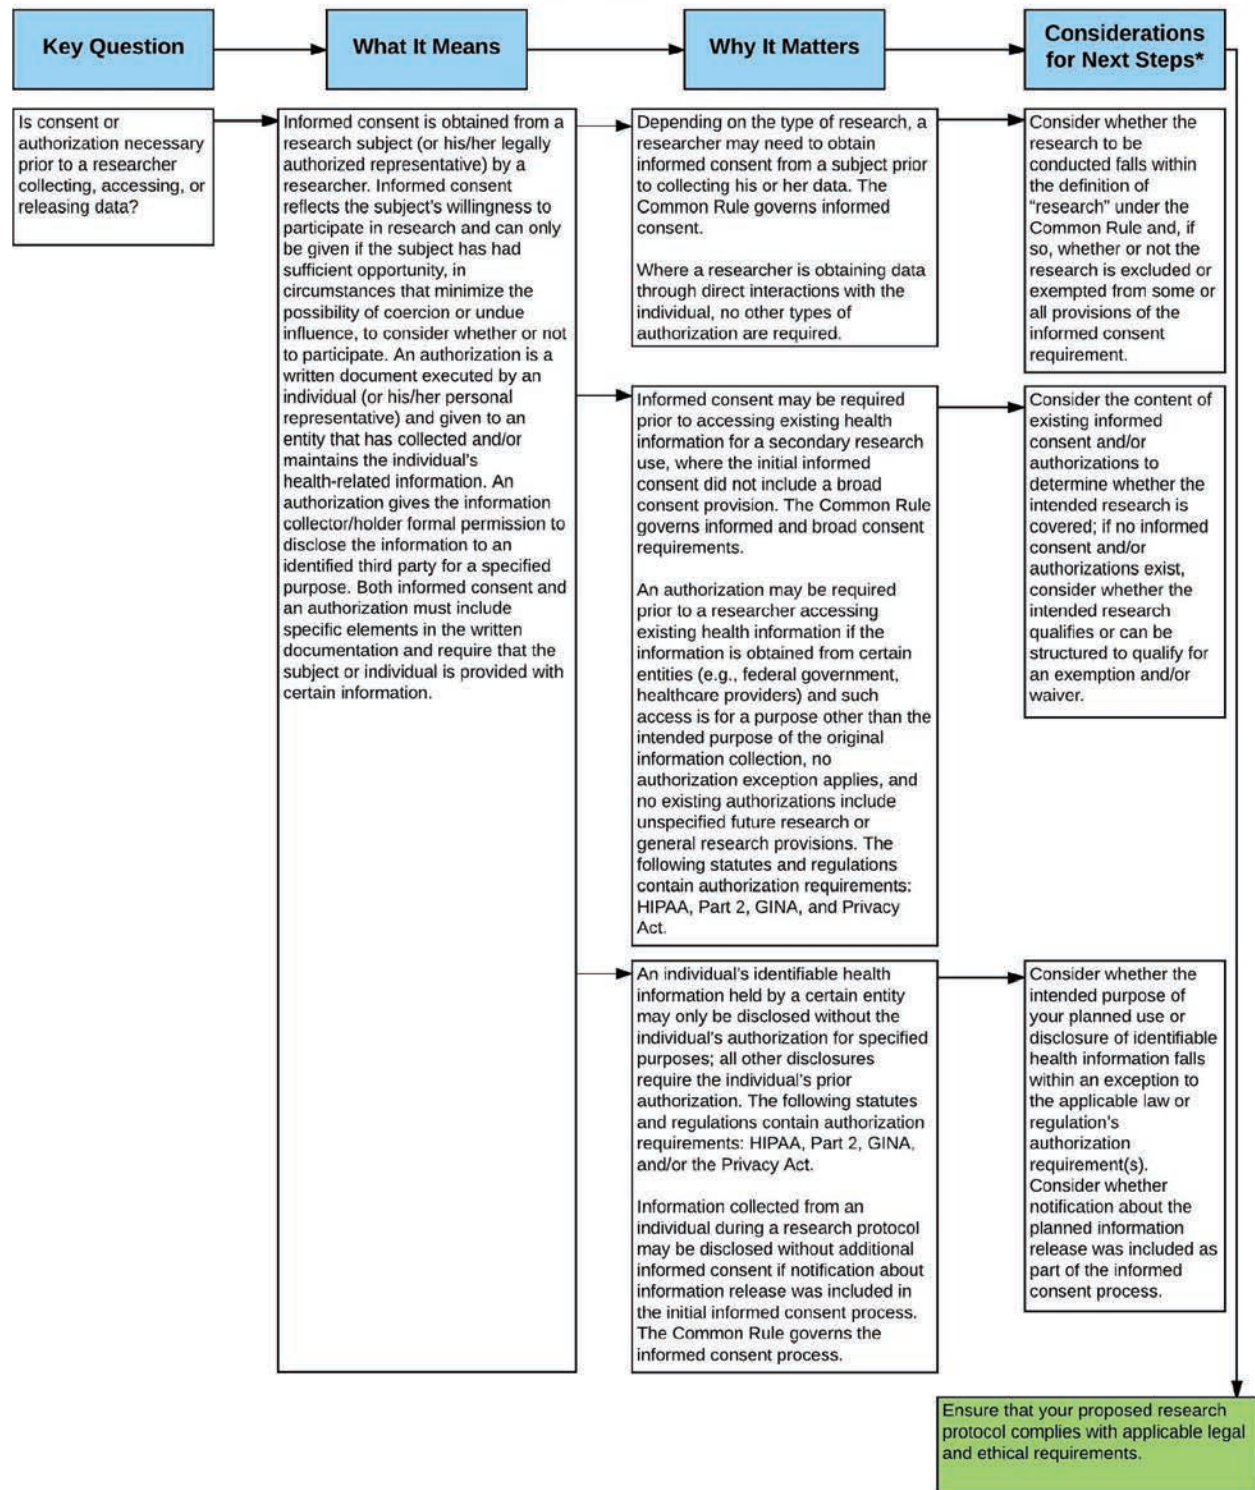 Key Question
What It Means
Why It Matters
Considerations
for Next Steps*
Is consent or
authorization necessary
prior to a researcher
collecting, accessing, or
releasing data?
Informed consent is obtained from a
research subject (or his/her legally
authorized representative) by a
researcher. Informed consent
reflects the subject's willingness to
participate in research and can only
be given if the subject has had
sufficient opportunity, in
circumstances that minimize the
possibility of coercion or undue
influence, to consider whether or not
to participate. An authorization is a
written document executed by an
individual (or his/her personal
representative) and given to an
entity that has collected and/or
maintains the individual's
health-related information. An
authorization gives the information
collector/holder formal permission to
disclose the information to an
identified third party for a specified
purpose. Both informed consent and
an authorization must include
specific elements in the written
documentation and require that the
subject or individual is provided with
certain information.
Depending on the type of research, a
researcher may need to obtain
informed consent from a subject prior
to collecting his or her data. The
Common Rule governs informed
consent.
Where a researcher is obtaining data
through direct interactions with the
individual, no other types of
authorization are required.
Consider whether the
research to be
conducted falls within
the definition of
“research” under the
Common Rule and, if
so, whether or not the
research is excluded or
exempted from some or
all provisions of the
informed consent
requirement.
Informed consent may be required
prior to accessing existing health
information for a secondary research
use, where the initial informed
consent did not include a broad
consent provision. The Common Rule
governs informed and broad consent
requirements.
An authorization may be required
prior to a researcher accessing
existing health information if the
information is obtained from certain
entities (e.g., federal government,
healthcare providers) and such
access is for a purpose other than the
intended purpose of the original
information collection, no
authorization exception applies, and
no existing authorizations include
unspecified future research or
general research provisions. The
following statutes and regulations
contain authorization requirements:
HIPAA, Part 2, GINA, and Privacy
Act.
Consider the content of
existing informed
consent and/or
authorizations to
determine whether the
intended research is
covered; if no informed
consent and/or
authorizations exist,
consider whether the
intended research
qualifies or can be
structured to qualify for
an exemption and/or
waiver.
An individual's identifiable health
information held by a certain entity
may only be disclosed without the
individual's authorization for specified
purposes; all other disclosures
require the individual's prior
authorization. The following statutes
and regulations contain authorization
requirements: HIPAA, Part 2, GINA,
and/or the Privacy Act.
Information collected from an
individual during a research protocol
may be disclosed without additional
informed consent if notification about
information release was included in
the initial informed consent process.
The Common Rule governs the
informed consent process.
Consider whether the
intended purpose of
your planned use or
disclosure of identifiable
health information falls
within an exception to
the applicable law or
regulation's
authorization
requirement(s).
Consider whether
notification about the
planned information
release was included as
part of the informed
consent process.
Ensure that your proposed research
protocol complies with applicable legal
and ethical requirements.